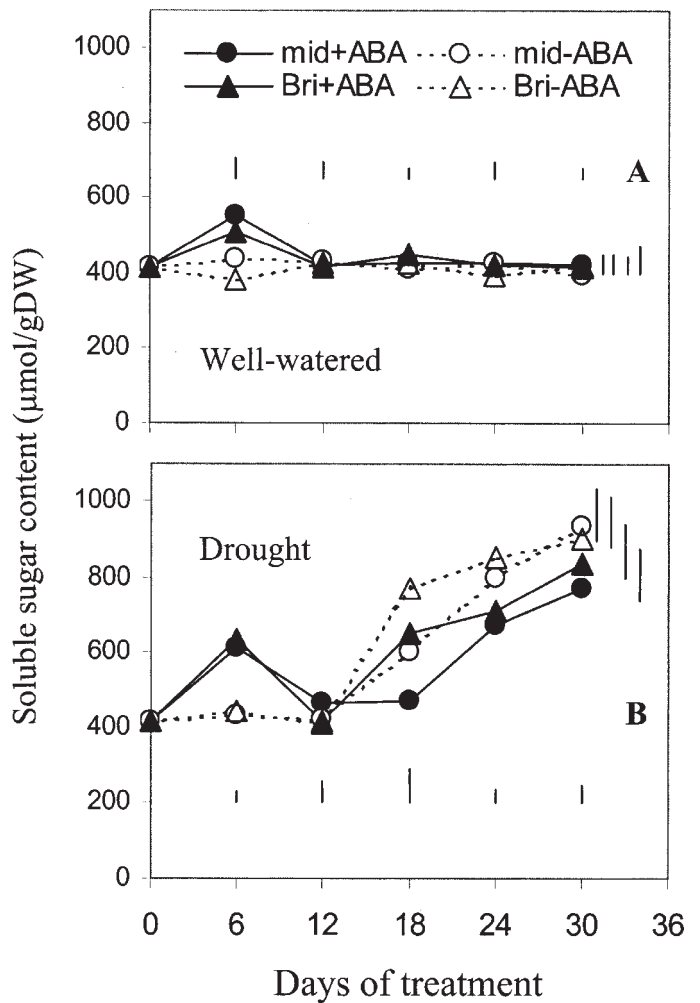 1000
800
600
400
200
0
mid+ABA mid-ABA
Bri+ABA Bri-ABA
A
Well-watered
Soluble sugar content (µmol/gDW)
1000
800
600
400
200
0
Drought
B
0 6 12 18 24 30 36
Days of treatment